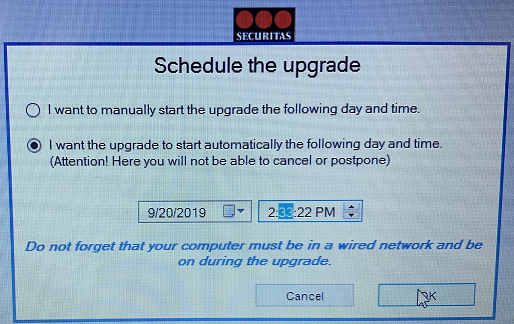 SECURITAS
Schedule the upgrade
I want to manually start the upgrade the following day and time.
I want the upgrade to start automatically the following day and time.
(Attention! Here you will not be able to cancel or postpone)
9/20/2019 2:33:22 PM
Do not forget that your computer must be in a wired network and be
on during the upgrade.
Cancel OK